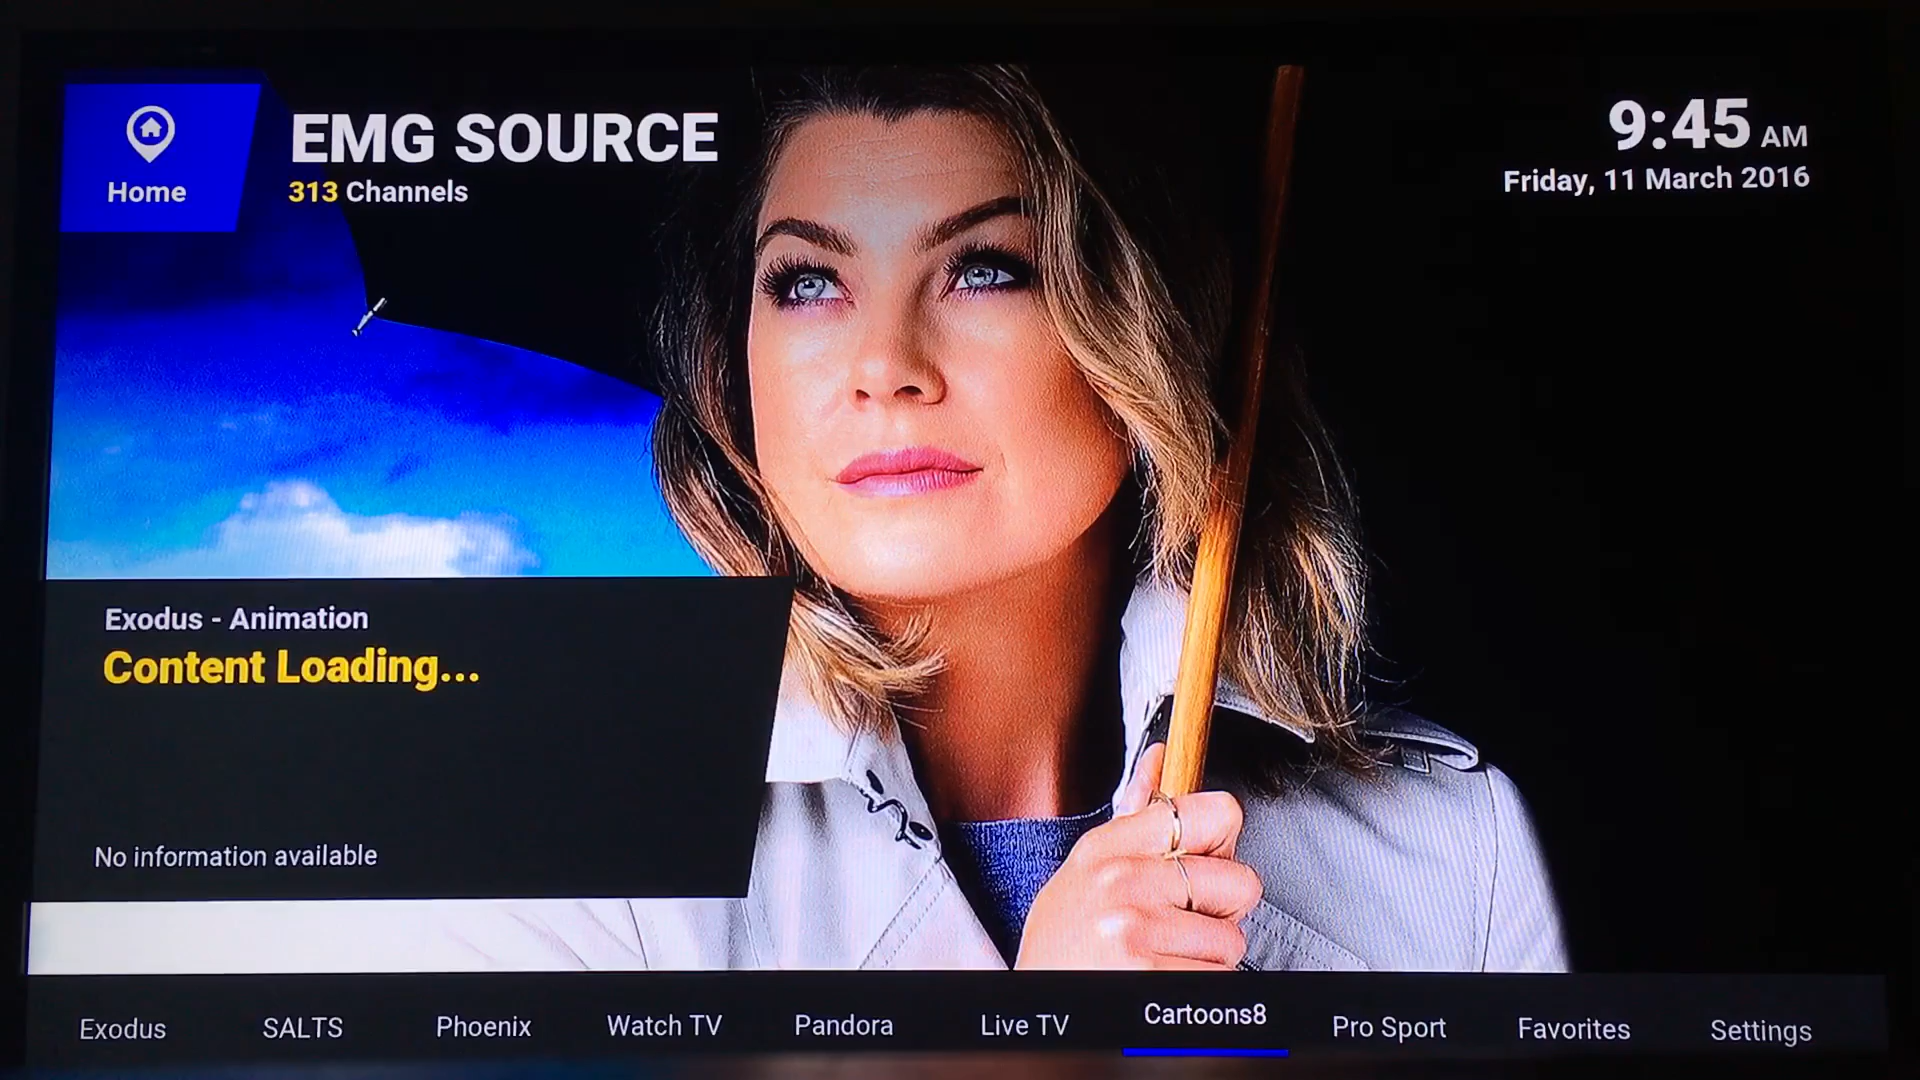 Home
EMG SOURCE
313 Channels
9:45 AM
Friday, 11 March 2016
Exodus - Animation
Content Loading...
No information available
Exodus
SALTS
Phoenix
Watch TV
Pandora
Live TV
Cartoons8
Pro Sport
Favorites
Settings